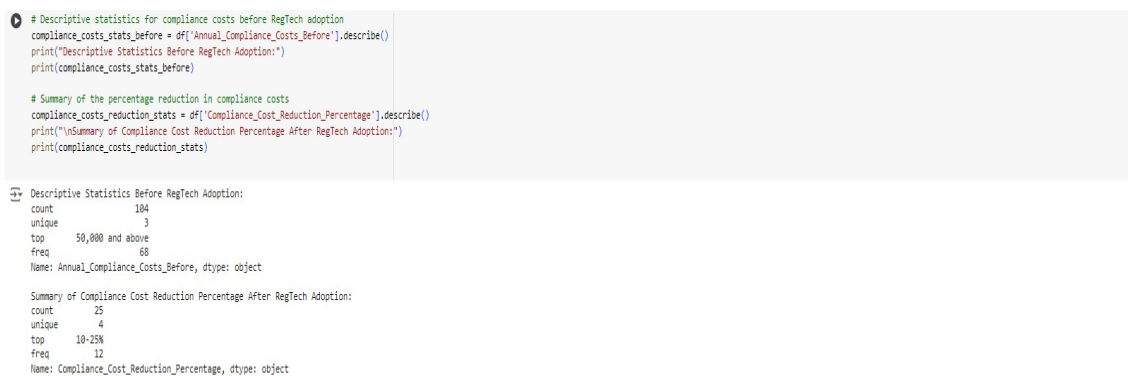 # Descriptive statistics for compliance costs before RegTech adoption
compliance_costs_stats_before = df['Annual_Compliance_Costs_Before'].describe()
print("Descriptive Statistics Before RegTech Adoption:")
print(compliance_costs_stats_before)
# Summary of the percentage reduction in compliance costs
compliance_costs_reduction_stats = df['Compliance_Cost_Reduction_Percentage'].describe()
print("\nSummary of Compliance Cost Reduction Percentage After RegTech Adoption:")
print(compliance_costs_reduction_stats)
Descriptive Statistics Before RegTech Adoption:
count 104
unique 3
top 50,000 and above
freq 68
Name: Annual_Compliance_Costs_Before, dtype: object
Summary of Compliance Cost Reduction Percentage After RegTech Adoption:
count 25
unique 4
top 10-25%
freq 12
Name: Compliance_Cost_Reduction_Percentage, dtype: object